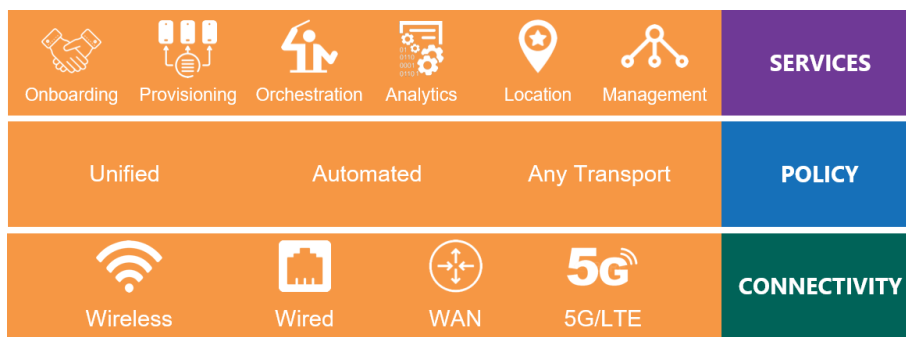 Onboarding Provisioning Orchestration Analytics Location Management SERVICES
Unified Automated Any Transport POLICY
5G
Wireless Wired WAN 5G/LTE CONNECTIVITY